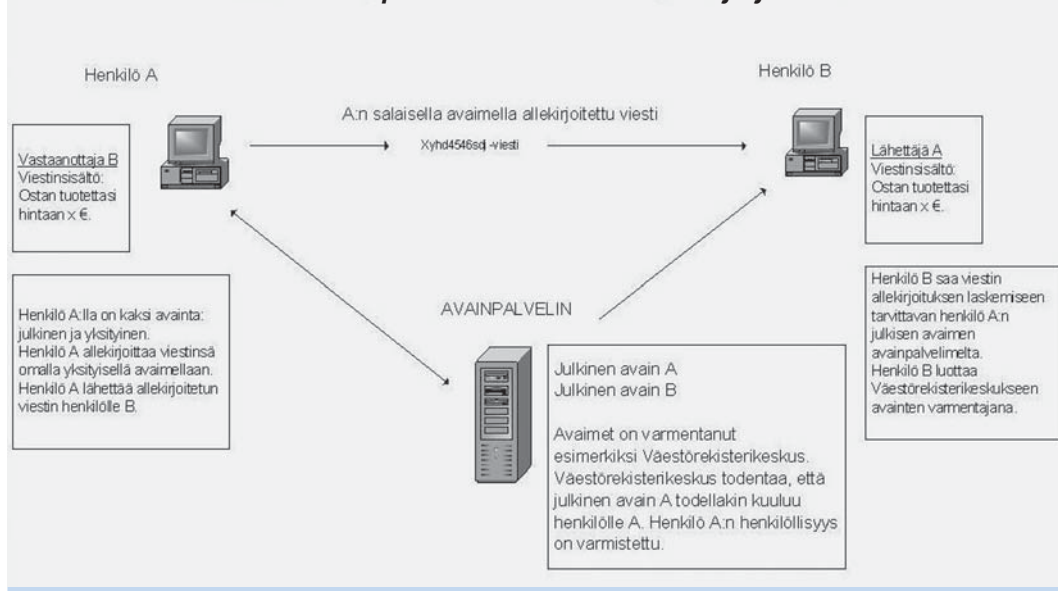 Henkilö A
Henkilö B
A:n salaisella avaimella allekirjoitettu viesti
Xyhd4546sdj -viesti
Vastaanottaja B
Viestinsisältö:
Ostan tuotettasi
hintaan x €.
Lähettäjä A
Viestinsisältö:
Ostan tuotettasi
hintaan x €.
Henkilö A:lla on kaksi avainta:
julkinen ja yksityinen.
Henkilö A allekirjoittaa viestinsä
omalla yksityisellä avaimellaan.
Henkilö A lähettää allekirjoitetun
viestin henkilölle B.
AVAINPALVELIN
Julkinen avain A
Julkinen avain B
Avaimet on varmentanut
esimerkiksi Väestörekisterikeskus.
Väestörekisterikeskus todentaa, että
julkinen avain A todellakin kuuluu
henkilölle A. Henkilö A:n henkilöllisyys
on varmistettu.
Henkilö B saa viestin
allekirjoituksen laskemiseen
tarvittavan henkilö A:n
julkisen avaimen
avainpalvelimelta.
Henkilö B luottaa
Väestörekisterikeskukseen
avainten varmentajana.